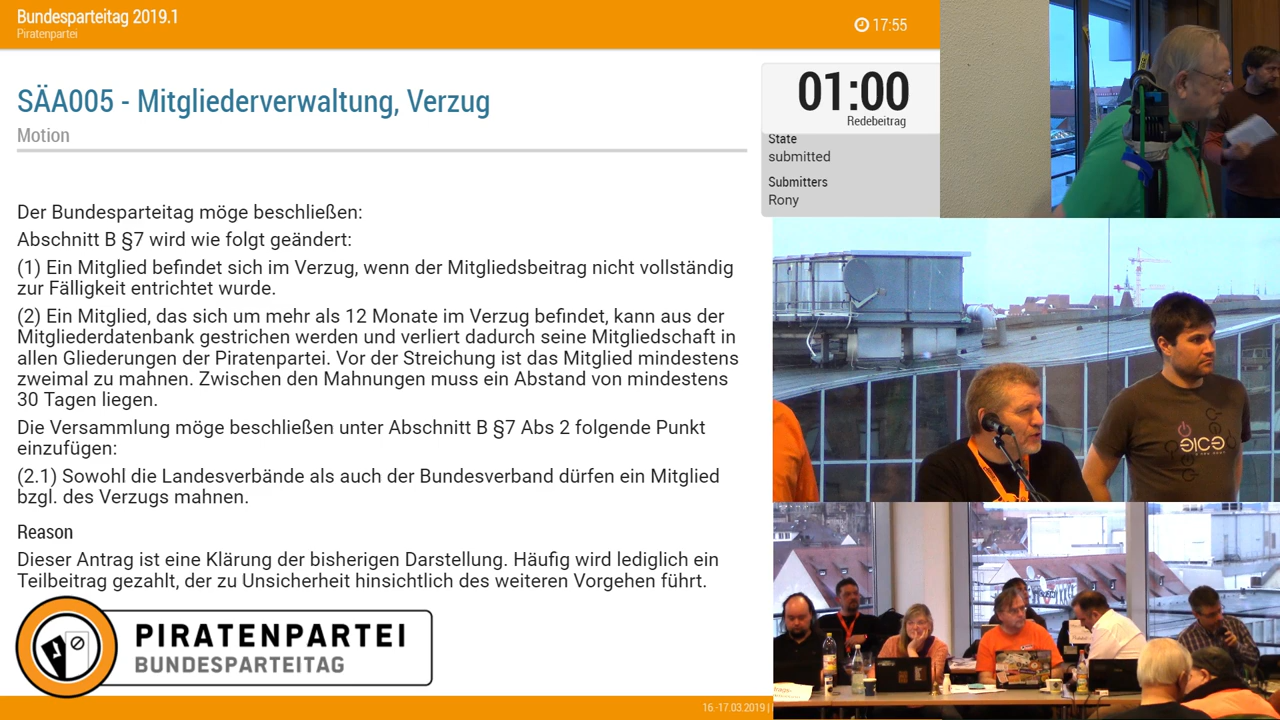 Bundesparteitag 2019.1
Piratenpartei
17:55
SÄA005 - Mitgliederverwaltung, Verzug
Motion
01:00
Redebeitrag
State
submitted
Submitters
Rony
Der Bundesparteitag möge beschließen:
Abschnitt B §7 wird wie folgt geändert:
(1) Ein Mitglied befindet sich im Verzug, wenn der Mitgliedsbeitrag nicht vollständig
zur Fälligkeit entrichtet wurde.
(2) Ein Mitglied, das sich um mehr als 12 Monate im Verzug befindet, kann aus der
Mitgliederdatenbank gestrichen werden und verliert dadurch seine Mitgliedschaft in
allen Gliederungen der Piratenpartei. Vor der Streichung ist das Mitglied mindestens
zweimal zu mahnen. Zwischen den Mahnungen muss ein Abstand von mindestens
30 Tagen liegen.
Die Versammlung möge beschließen unter Abschnitt B §7 Abs 2 folgende Punkt
einzufügen:
(2.1) Sowohl die Landesverbände als auch der Bundesverband dürfen ein Mitglied
bzgl. des Verzugs mahnen.
Reason
Dieser Antrag ist eine Klärung der bisherigen Darstellung. Häufig wird lediglich ein
Teilbeitrag gezahlt, der zu Unsicherheit hinsichtlich des weiteren Vorgehen führt.
PIRATENPARTEI
BUNDESPARTEITAG
16.-17.03.2019 |